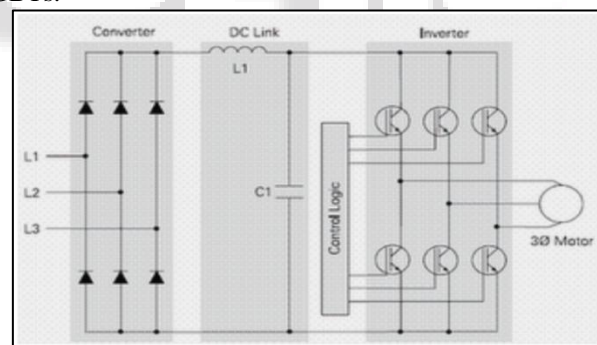 Converter
DC Link
Inverter
L1
L1
L2
L3
C1
Control Logic
3Ø Motor